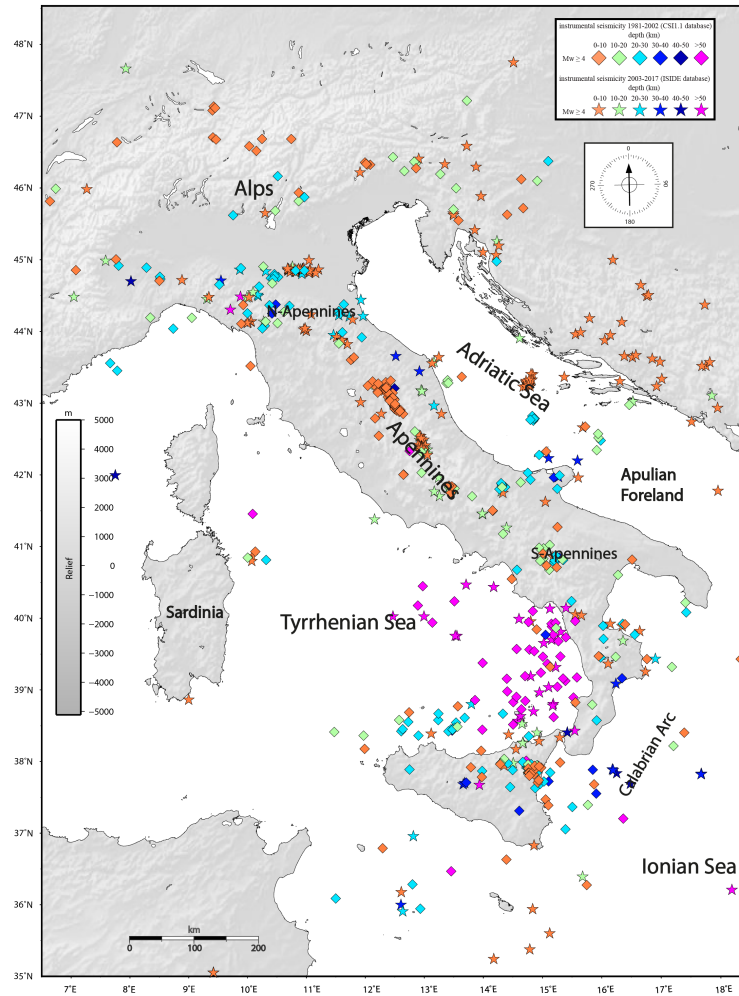 instrumental seismicity 1981-2002 (CSI1.1 database)
depth (km)
0-10 10-20 20-30 30-40 40-50 >50
Mw ≥ 4
instrumental seismicity 2003-2017 (ISIDE database)
depth (km)
0-10 10-20 20-30 30-40 40-50 >50
Mw ≥ 4
0
270
90
180
48°N
47°N
46°N
45°N
44°N
43°N
42°N
41°N
40°N
39°N
38°N
37°N
36°N
35°N
Alps
N-Apennines
Adriatic Sea
Apennines
Apulian
Foreland
S-Apennines
Sardinia
Tyrrhenian Sea
Calabrian Arc
Ionian Sea
m
5000
4000
3000
2000
1000
0
−1000
−2000
−3000
−4000
−5000
Relief
km
0 100 200
7°E 8°E 9°E 10°E 11°E 12°E 13°E 14°E 15°E 16°E 17°E 18°E